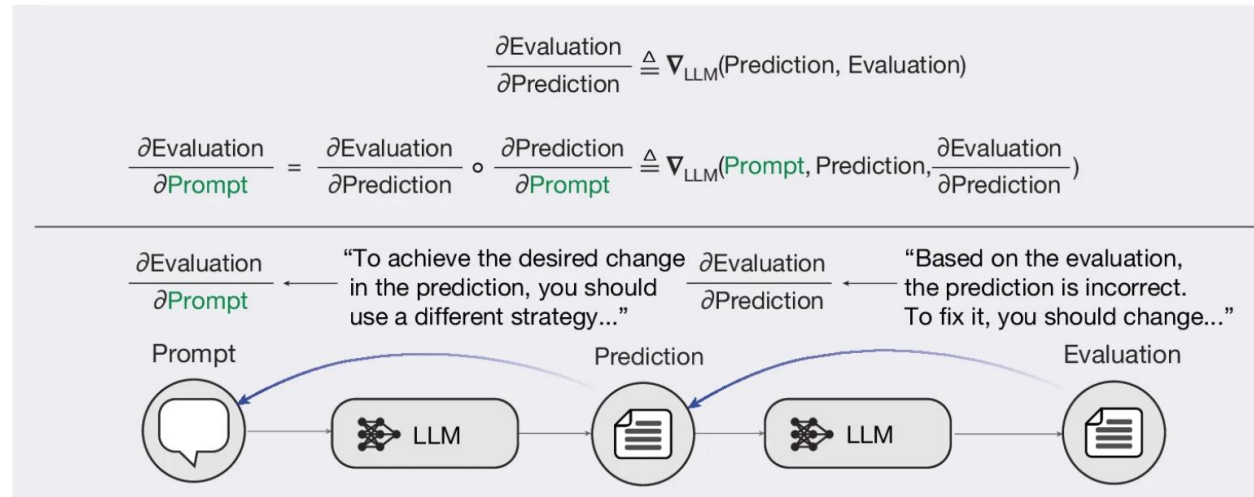 ∂Evaluation
∂Prediction
≜ ∇LLM(Prediction, Evaluation)
∂Evaluation
∂Prompt
=
∂Evaluation
∂Prediction
∘
∂Prediction
∂Prompt
≜ ∇LLM(Prompt, Prediction,
∂Evaluation
∂Prediction
)
∂Evaluation
∂Prompt
“To achieve the desired change
in the prediction, you should
use a different strategy...”
∂Evaluation
∂Prediction
“Based on the evaluation,
the prediction is incorrect.
To fix it, you should change...”
Prompt
Prediction
Evaluation
LLM
LLM